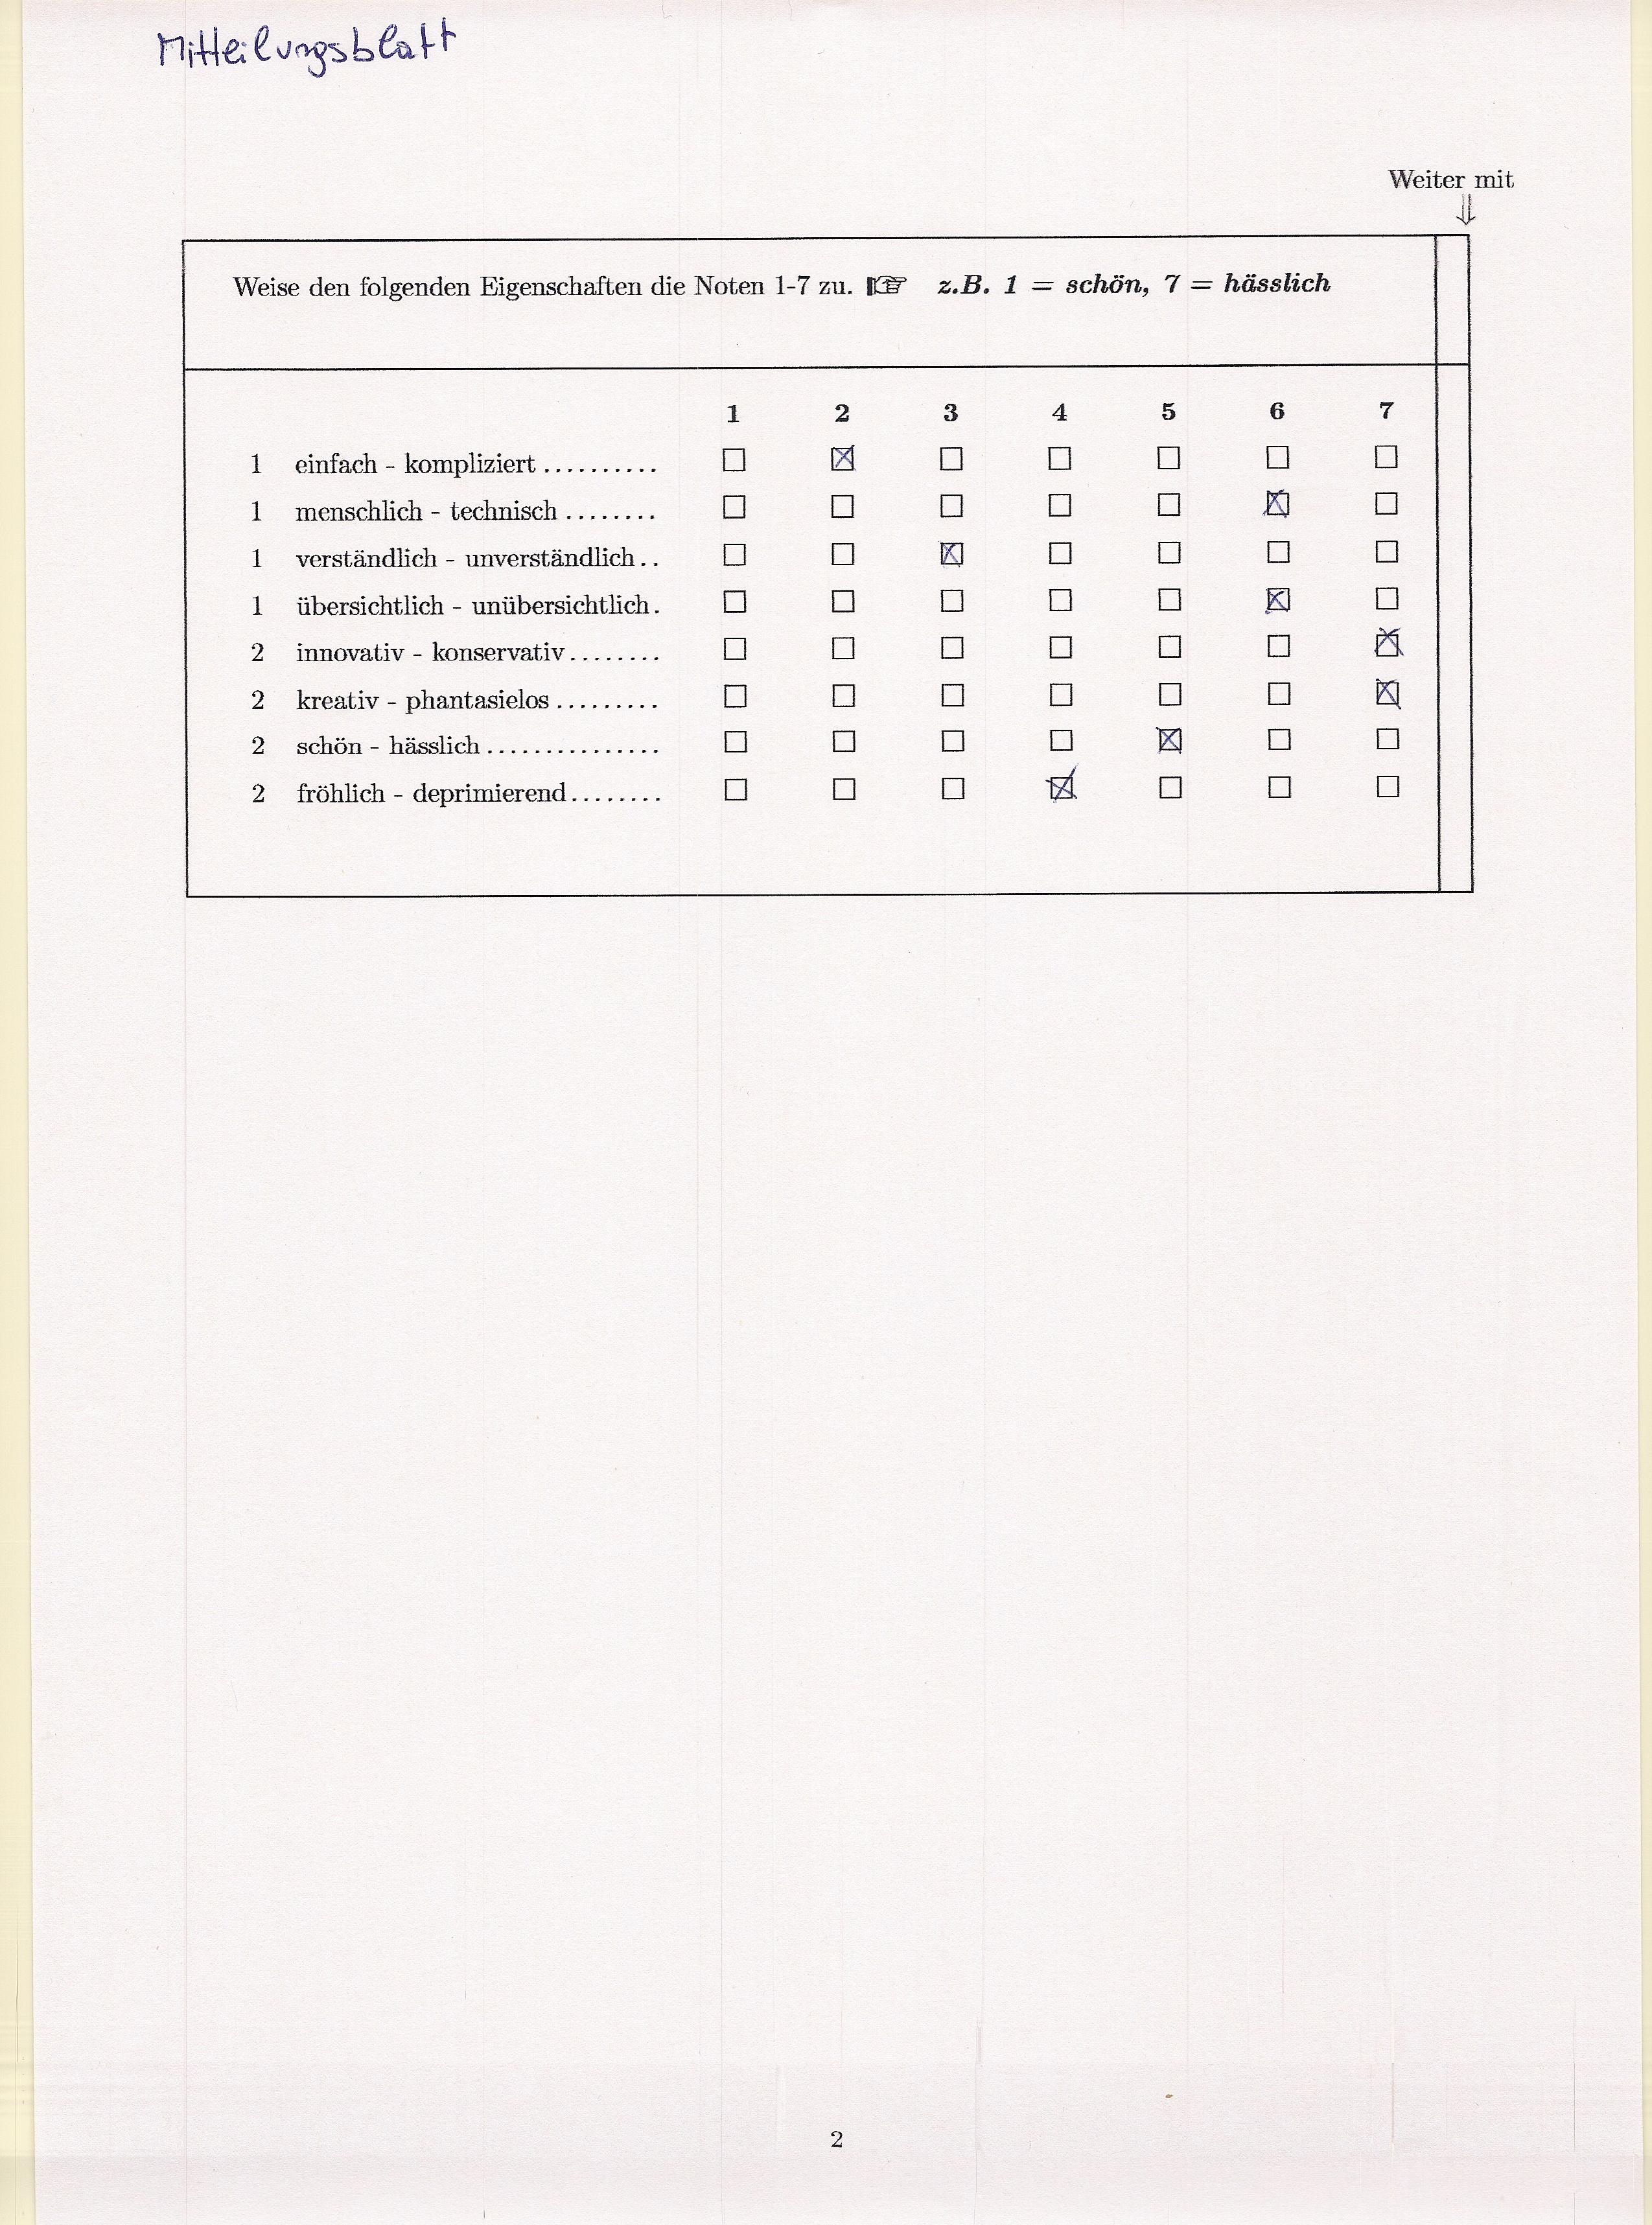 Mitteilungsblatt
Weiter mit
⇓
Weise den folgenden Eigenschaften die Noten 1-7 zu. ☞ z.B. 1 = schön, 7 = hässlich
1 2 3 4 5 6 7
1 einfach - kompliziert .......... ☐ ☒ ☐ ☐ ☐ ☐ ☐
1 menschlich - technisch ........ ☐ ☐ ☐ ☐ ☐ ☒ ☐
1 verständlich - unverständlich .. ☐ ☐ ☒ ☐ ☐ ☐ ☐
1 übersichtlich - unübersichtlich . ☐ ☐ ☐ ☐ ☐ ☒ ☐
2 innovativ - konservativ ........ ☐ ☐ ☐ ☐ ☐ ☐ ☒
2 kreativ - phantasielos ......... ☐ ☐ ☐ ☐ ☐ ☐ ☒
2 schön - hässlich ............... ☐ ☐ ☐ ☐ ☒ ☐ ☐
2 fröhlich - deprimierend ........ ☐ ☐ ☐ ☒ ☐ ☐ ☐
2